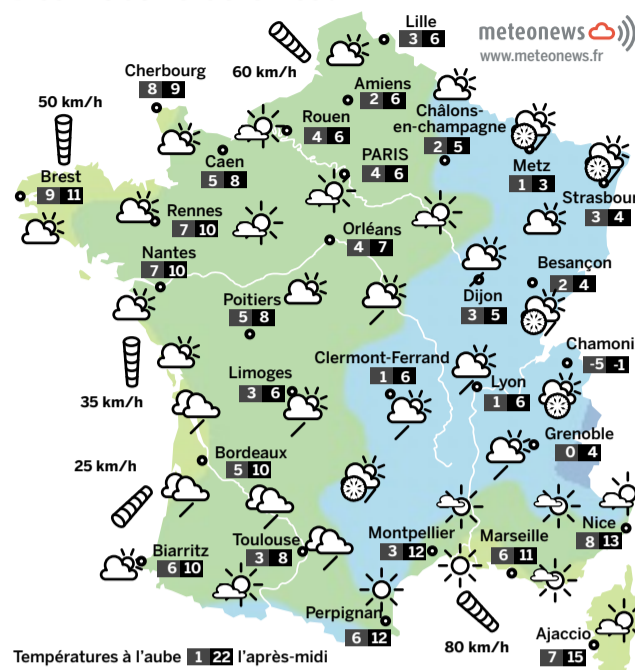 Lille
3 6
meteonews
www.meteonews.fr
60 km/h
Cherbourg
8 9
Amiens
2 6
50 km/h
Rouen
4 6
Châlons-
en-champagne
2 5
Caen
5 8
PARIS
4 6
Metz
1 3
Brest
9 11
Strasbour
3 4
Rennes
7 10
Orléans
4 7
Nantes
7 10
Besançon
2 4
Dijon
3 5
Poitiers
5 8
Chamoni
-5 -1
Clermont-Ferrand
1 6
Limoges
3 6
Lyon
1 6
35 km/h
Grenoble
0 4
Bordeaux
5 10
25 km/h
Nice
8 13
Marseille
6 11
Montpellier
3 12
Toulouse
3 8
Biarritz
6 10
Perpignan
6 12
80 km/h
Ajaccio
7 15
Températures à l'aube 1 22 l'après-midi